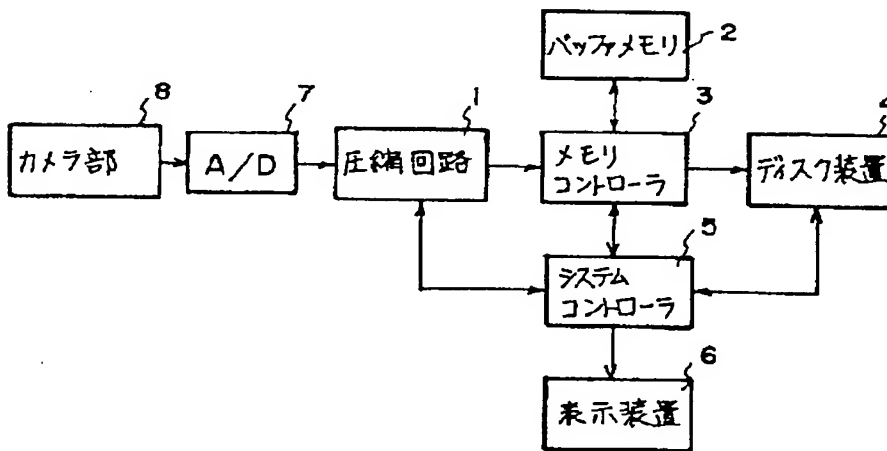 バッファメモリ
2
8
7
1
3
4
カメラ部
A/D
圧縮回路
メモリ
コントローラ
ディスク装置
5
システム
コントローラ
6
表示装置